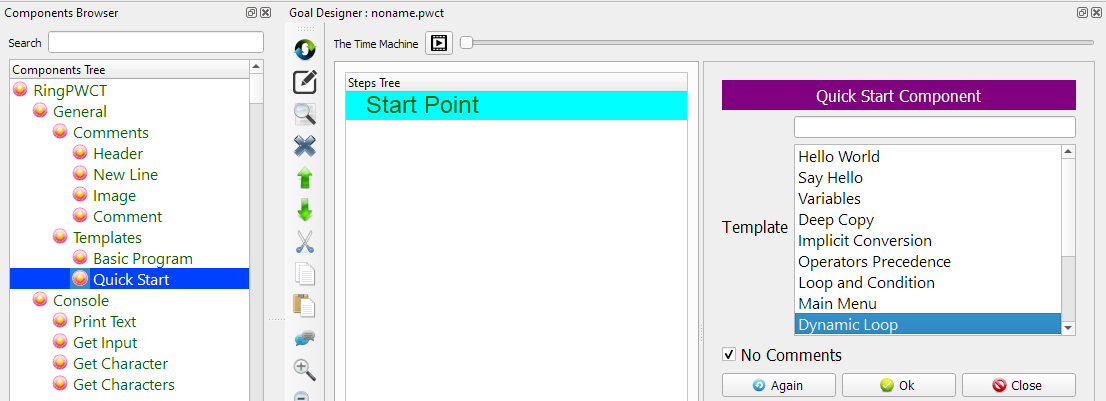 Components Browser
Search
Components Tree
RingPWCT
General
Comments
Header
New Line
Image
Comment
Templates
Basic Program
Quick Start
Console
Print Text
Get Input
Get Character
Get Characters
Goal Designer : noname.pwct
The Time Machine
Steps Tree
Start Point
Quick Start Component
Template
Hello World
Say Hello
Variables
Deep Copy
Implicit Conversion
Operators Precedence
Loop and Condition
Main Menu
Dynamic Loop
No Comments
Again
Ok
Close